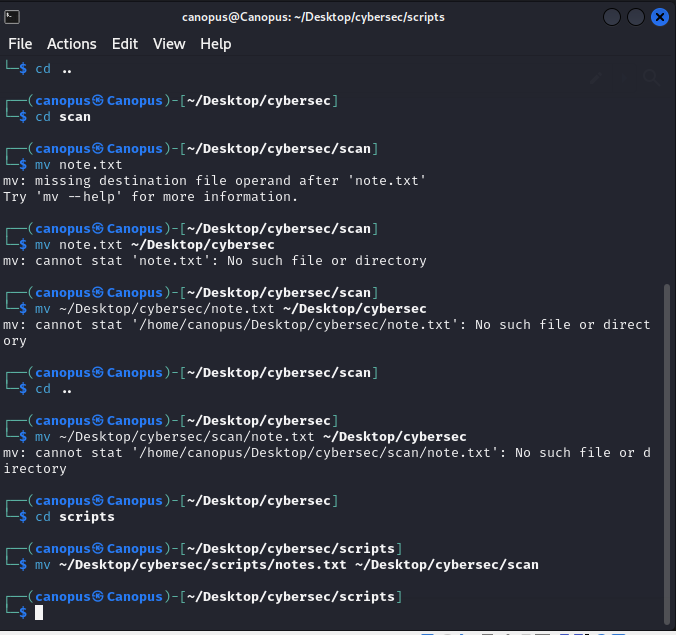 canopus@Canopus: ~/Desktop/cybersec/scripts
File Actions Edit View Help
└─$ cd ..
┌──(canopus㉿Canopus)-[~/Desktop/cybersec]
└─$ cd scan
┌──(canopus㉿Canopus)-[~/Desktop/cybersec/scan]
└─$ mv note.txt
mv: missing destination file operand after 'note.txt'
Try 'mv --help' for more information.
┌──(canopus㉿Canopus)-[~/Desktop/cybersec/scan]
└─$ mv note.txt ~/Desktop/cybersec
mv: cannot stat 'note.txt': No such file or directory
┌──(canopus㉿Canopus)-[~/Desktop/cybersec/scan]
└─$ mv ~/Desktop/cybersec/note.txt ~/Desktop/cybersec
mv: cannot stat '/home/canopus/Desktop/cybersec/note.txt': No such file or direct
ory
┌──(canopus㉿Canopus)-[~/Desktop/cybersec/scan]
└─$ cd ..
┌──(canopus㉿Canopus)-[~/Desktop/cybersec]
└─$ mv ~/Desktop/cybersec/scan/note.txt ~/Desktop/cybersec
mv: cannot stat '/home/canopus/Desktop/cybersec/scan/note.txt': No such file or d
irectory
┌──(canopus㉿Canopus)-[~/Desktop/cybersec]
└─$ cd scripts
┌──(canopus㉿Canopus)-[~/Desktop/cybersec/scripts]
└─$ mv ~/Desktop/cybersec/scripts/notes.txt ~/Desktop/cybersec/scan
┌──(canopus㉿Canopus)-[~/Desktop/cybersec/scripts]
└─$